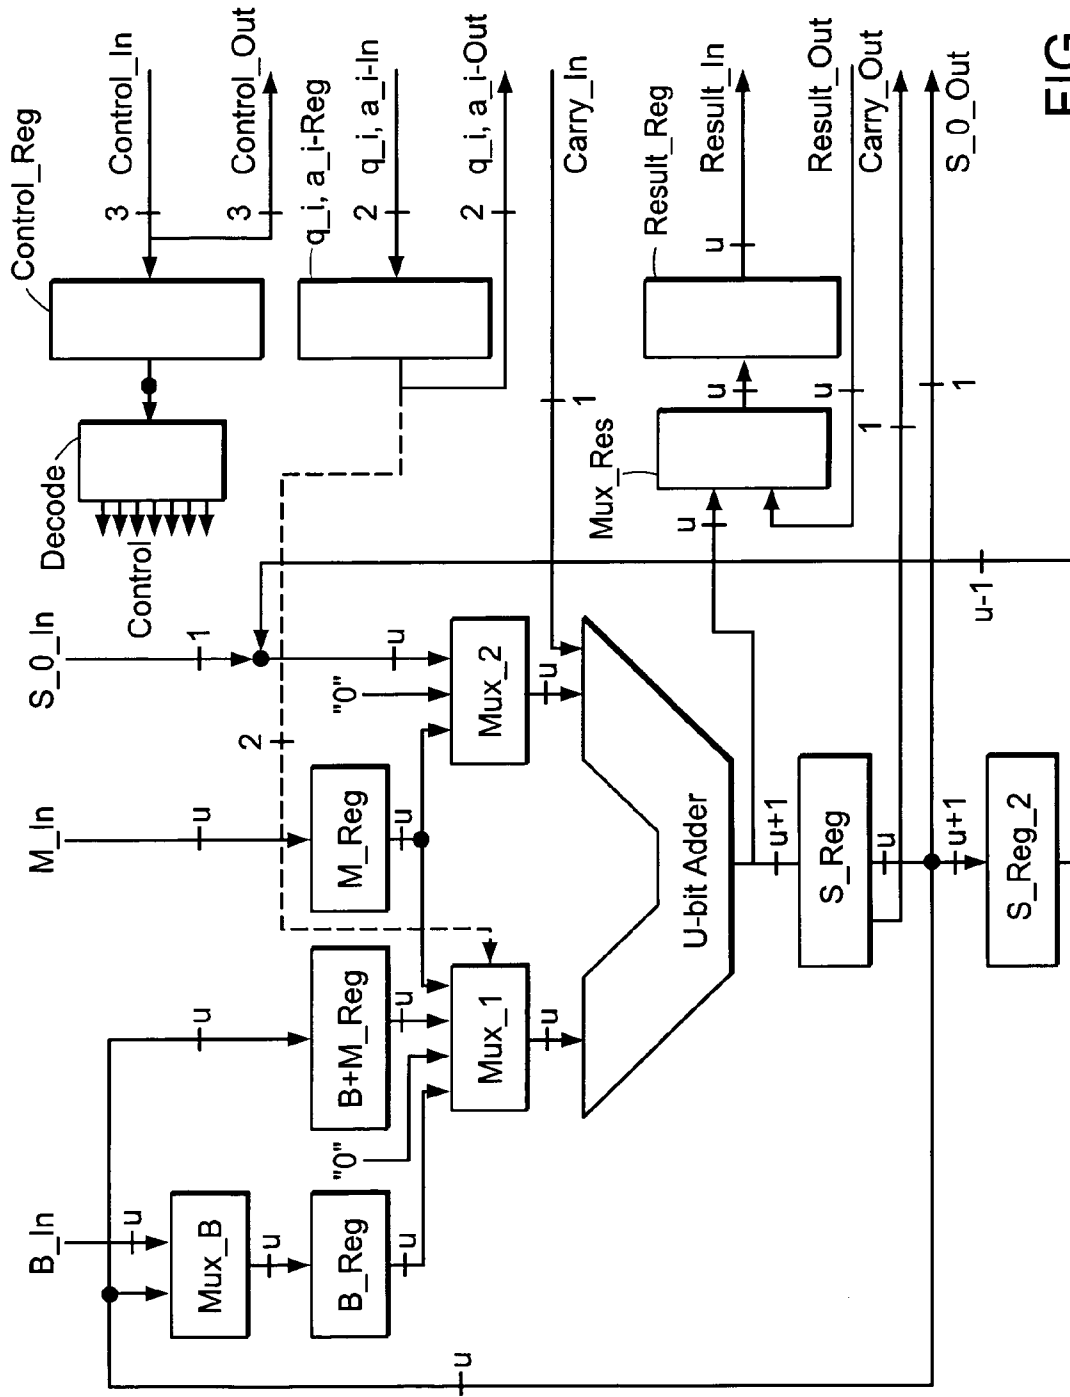 B_In
M_In
S_0_In
u
u
1
Mux_B
u
B_Reg
u
"0"
u
B+M_Reg
u
M_Reg
u
2
"0"
u
Mux_1
Mux_2
u
u
U-bit Adder
u+1
S_Reg
u
u+1
S_Reg_2
u
u-1
Decode
Control
Control_Reg
3
Control_In
3
Control_Out
q_i, a_i-Reg
2
q_i, a_i-In
2
q_i, a_i-Out
1
Carry_In
Mux_Res
u
u
Result_Reg
u
Result_In
u
Result_Out
1
Carry_Out
1
S_0_Out
FIG